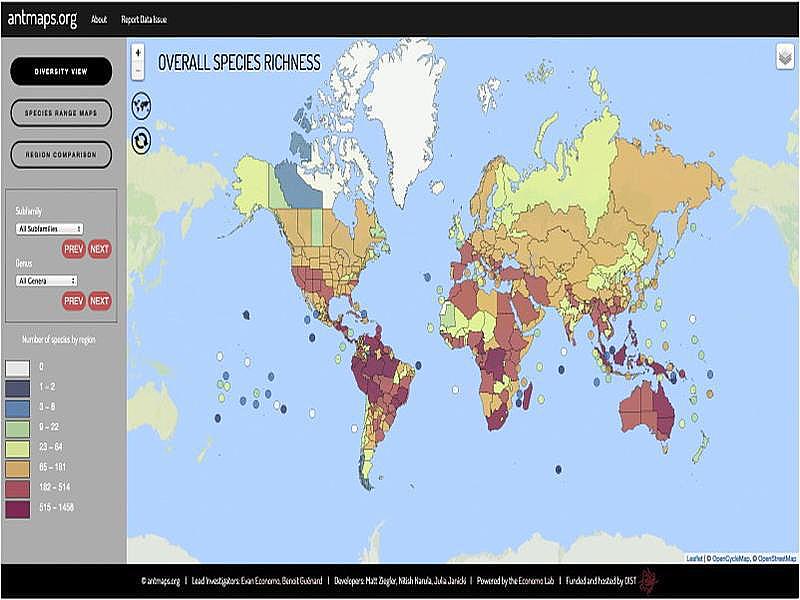 antmaps.org About Report Data Issue
DIVERSITY VIEW
SPECIES RANGE MAPS
REGION COMPARISON
Subfamily
All Subfamilies
PREV NEXT
Genus
All Genera
PREV NEXT
Number of species by region
0
1 – 2
3 – 8
9 – 22
23 – 64
65 – 181
182 – 514
515 – 1458
+
-
OVERALL SPECIES RICHNESS
Leaflet | © OpenCycleMap, © OpenStreetMap
© antmaps.org | Lead Investigators: Evan Economo, Benoit Guénard | Developers: Matt Ziegler, Nitish Narula, Julia Janicki | Powered by the Economo Lab | Funded and hosted by OIST